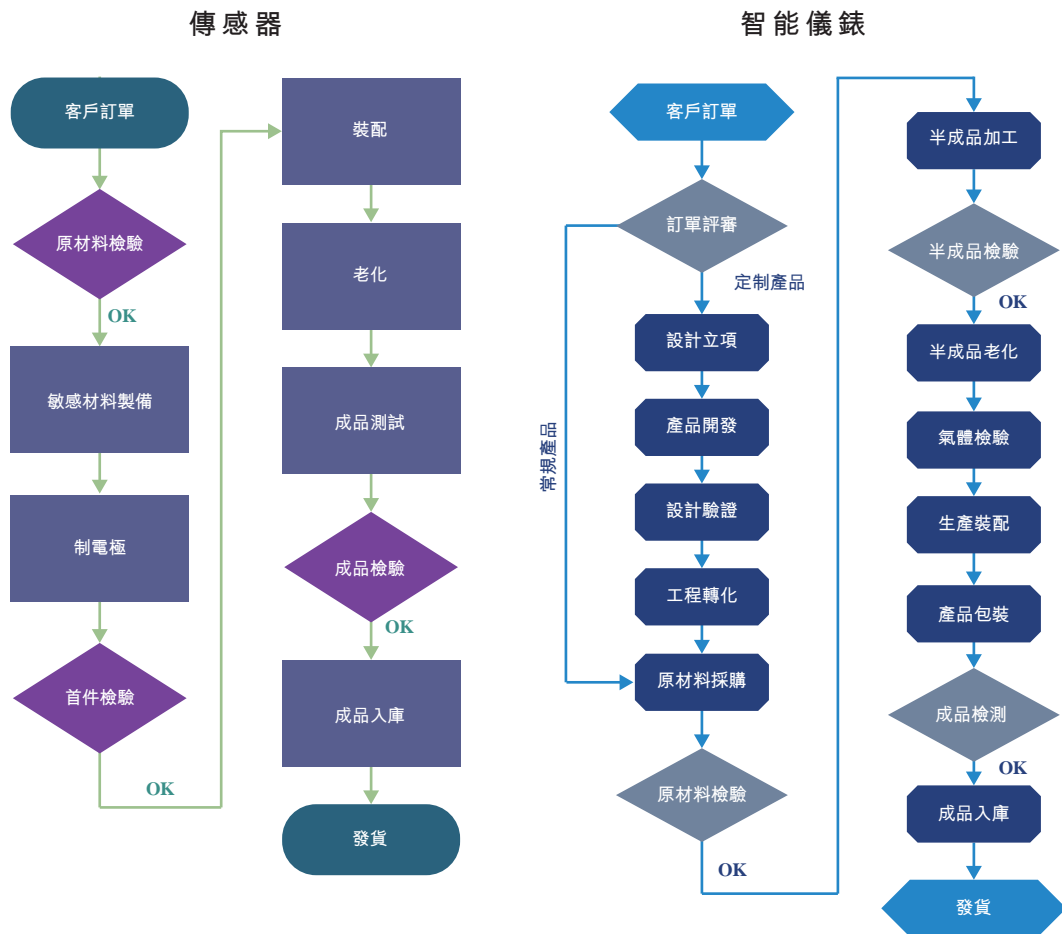 傳感器
客戶訂單
原材料檢驗
OK
敏感材料製備
制電極
首件檢驗
OK
裝配
老化
成品測試
成品檢驗
OK
成品入庫
發貨
智能儀錶
客戶訂單
訂單評審
定制產品
常規產品
設計立項
產品開發
設計驗證
工程轉化
原材料採購
原材料檢驗
OK
半成品加工
半成品檢驗
OK
半成品老化
氣體檢驗
生產裝配
產品包裝
成品檢測
OK
成品入庫
發貨